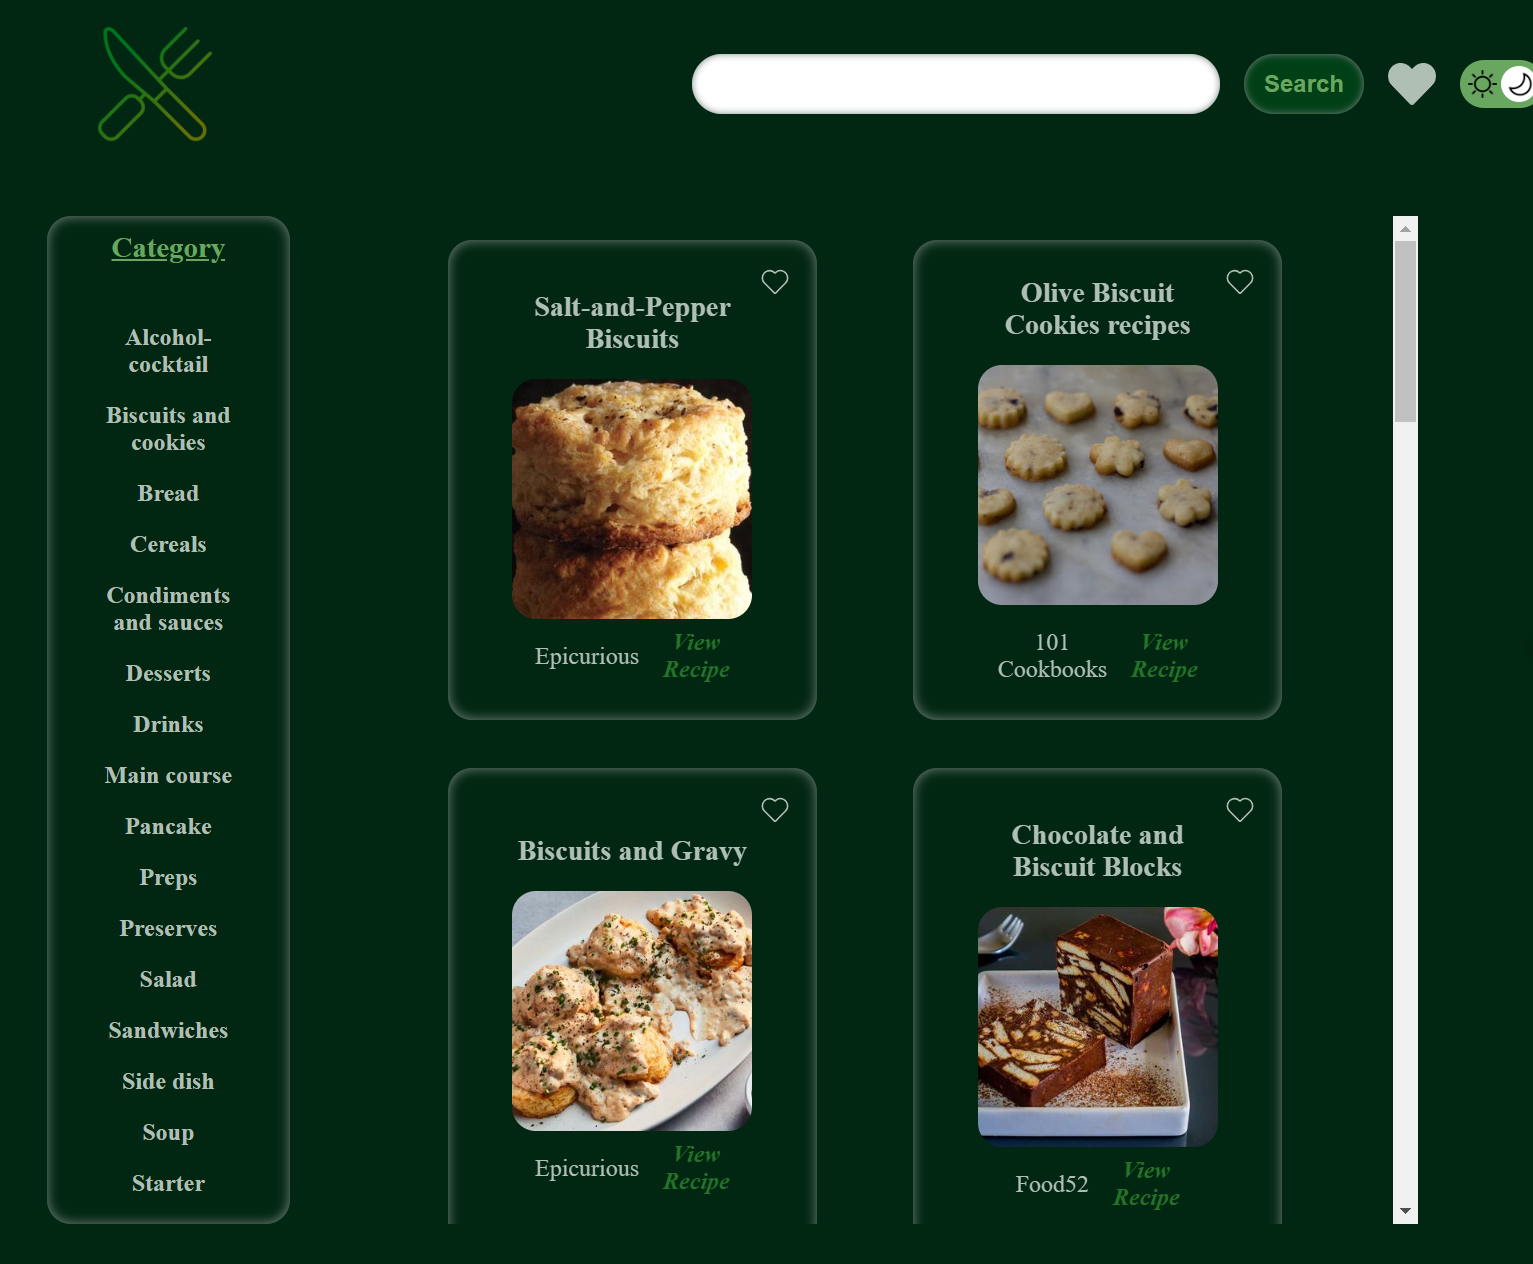 Search
Category
Alcohol-
cocktail
Biscuits and
cookies
Bread
Cereals
Condiments
and sauces
Desserts
Drinks
Main course
Pancake
Preps
Preserves
Salad
Sandwiches
Side dish
Soup
Starter
Salt-and-Pepper
Biscuits
Epicurious
View
Recipe
Olive Biscuit
Cookies recipes
101
Cookbooks
View
Recipe
Biscuits and Gravy
Epicurious
View
Recipe
Chocolate and
Biscuit Blocks
Food52
View
Recipe